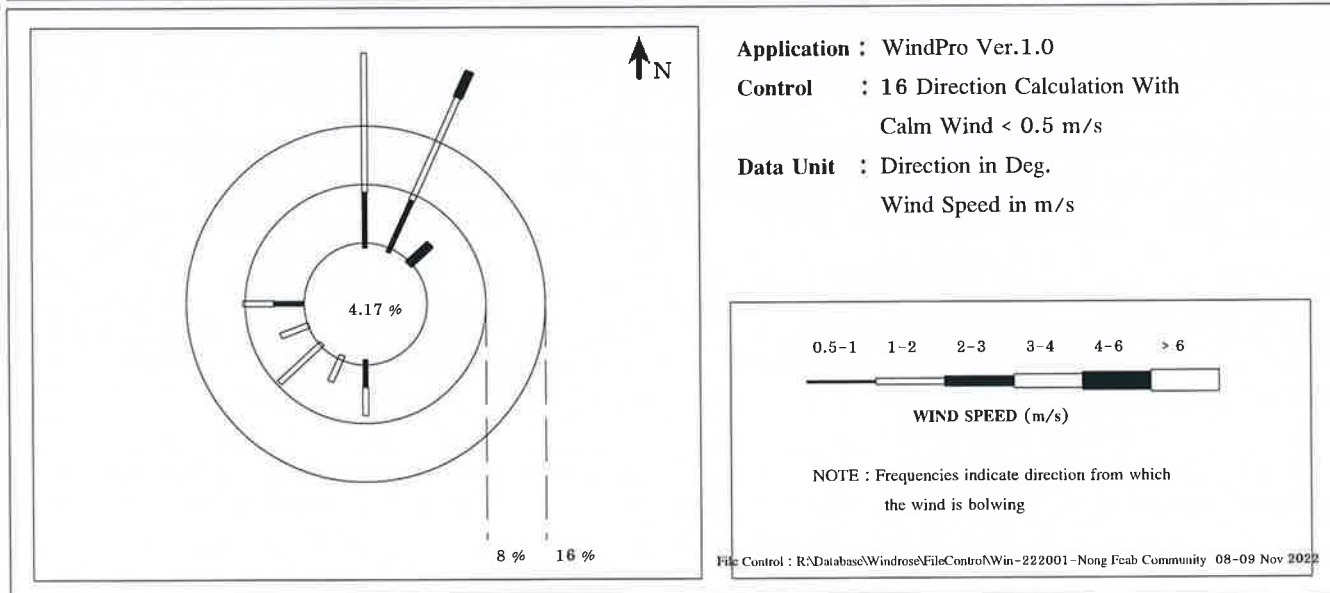 N
4.17 %
8 %
16 %
Application : WindPro Ver.1.0
Control : 16 Direction Calculation With
Calm Wind < 0.5 m/s
Data Unit : Direction in Deg.
Wind Speed in m/s
0.5-1 1-2 2-3 3-4 4-6 > 6
WIND SPEED (m/s)
NOTE : Frequencies indicate direction from which
the wind is bolwing
File Control : R:\Database\Windrose\FileControl\Win-222001-Nong Feab Community 08-09 Nov 2022